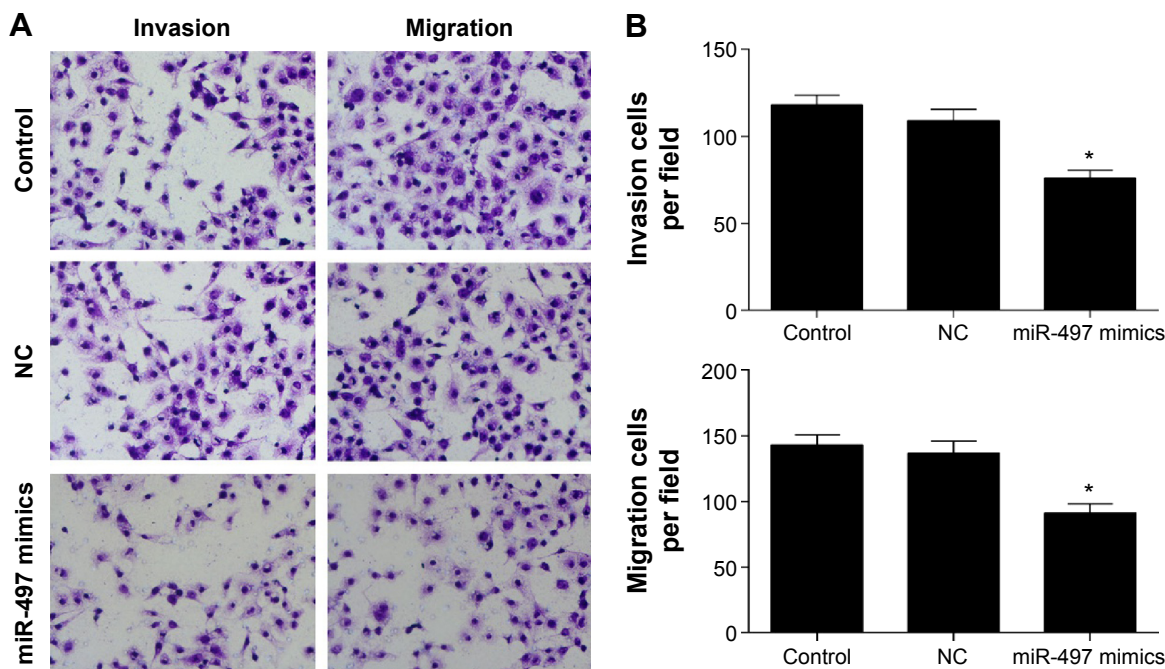 A
Invasion
Migration
Control
NC
miR-497 mimics
B
Invasion cells
per field
150
100
50
0
*
Control
NC
miR-497 mimics
Migration cells
per field
200
150
100
50
0
*
Control
NC
miR-497 mimics